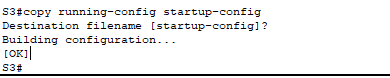 S3#copy running-config startup-config
Destination filename [startup-config]?
Building configuration...
[OK]
S3#